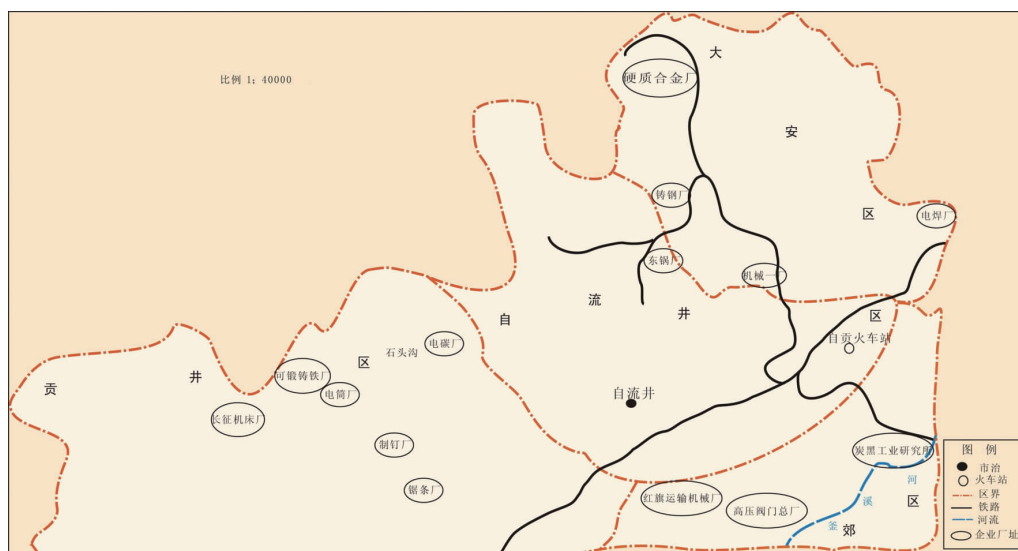 比例 1：40000
大
硬质合金厂
安
铸钢厂
区
电焊厂
东锅厂
机械一厂
流
自
井
区
自贡火车站
石头沟
电碳厂
区
井
贡
可锻铸铁厂
电筒厂
自流井
长征机床厂
制钉厂
锯条厂
炭黑工业研究所
河
红旗运输机械厂
高压阀门总厂
溪
釜
郊
区
图 例
市治
火车站
区界
铁路
河流
企业厂址